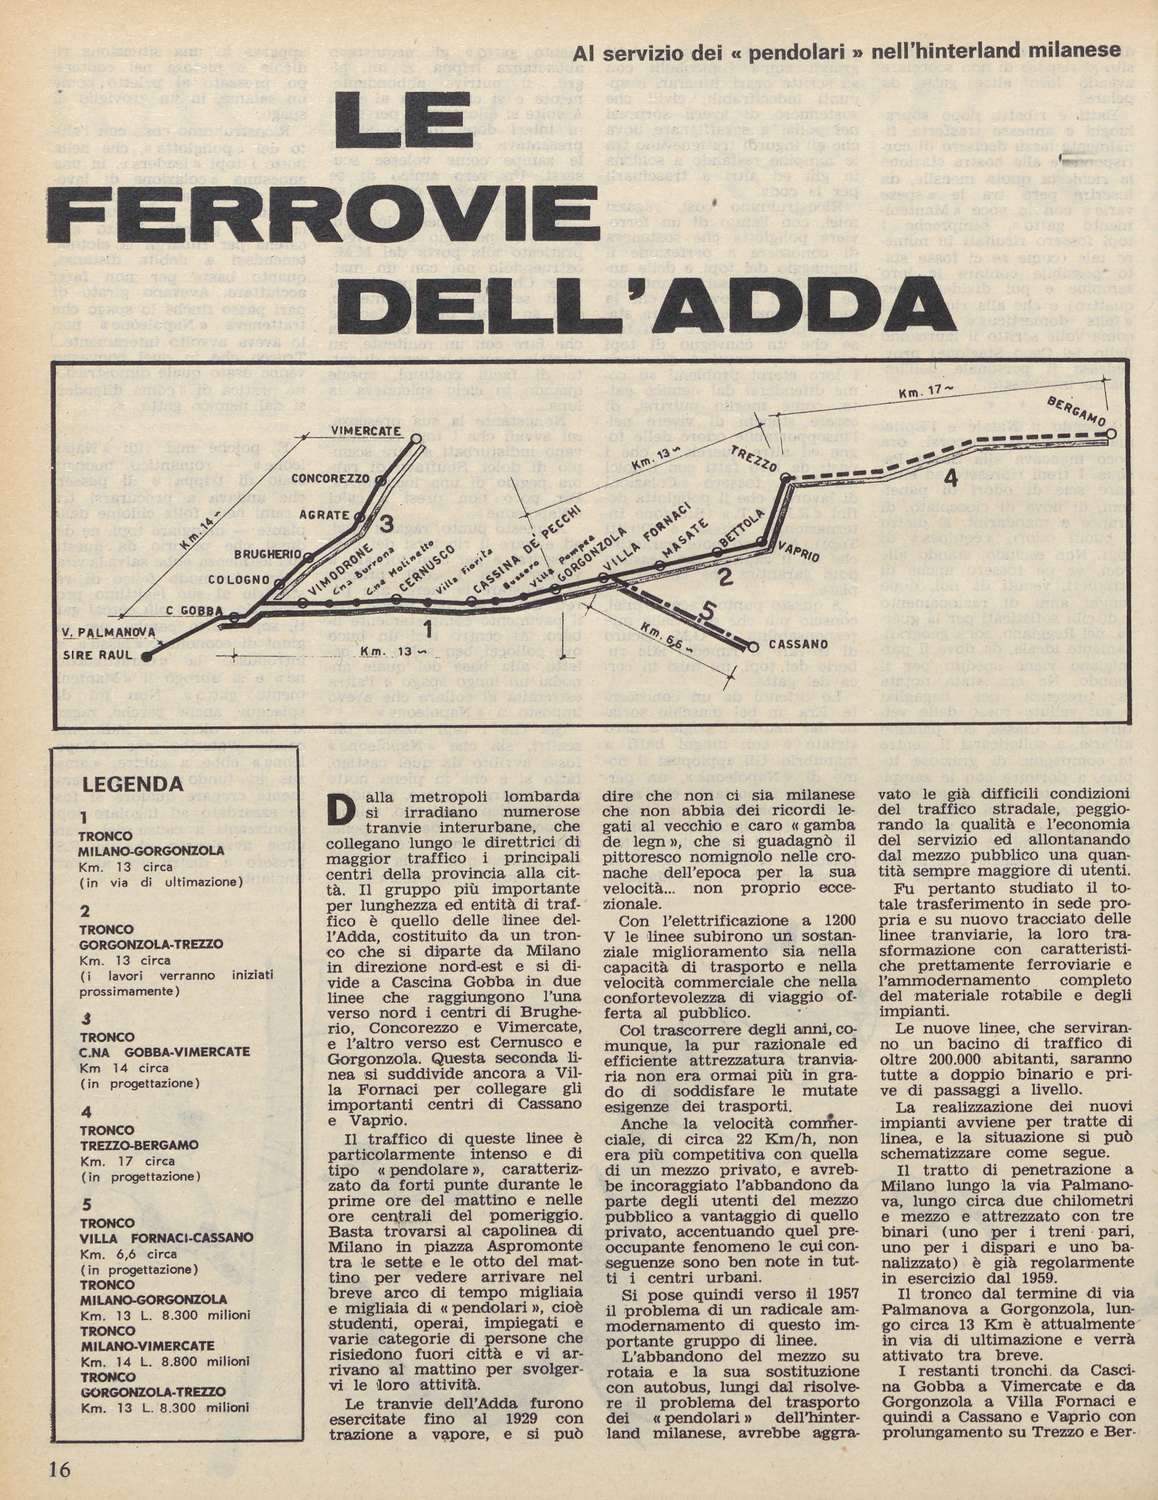 Al servizio dei « pendolari » nell'hinterland milanese
LE
FERROVIE
DELL'ADDA
Km. 17 ~
BERGAMO
VIMERCATE
Km. 13 ~
TREZZO
4
CONCOREZZO
AGRATE
3
Km. 14 ~
BRUGHERIO
COLOGNO
VIMODRONE
C.na Burrona
C.na Molinetto
CERNUSCO
Villa Fiorita
CASSINA DE' PECCHI
Bussero
Villa Pompea
GORGONZOLA
VILLA FORNACI
MASATE
BETTOLA
VAPRIO
2
C. GOBBA
1
5
V. PALMANOVA
SIRE RAUL
Km. 13 ~
Km. 6,6 ~
CASSANO
LEGENDA
1
TRONCO
MILANO-GORGONZOLA
Km. 13 circa
(in via di ultimazione)
2
TRONCO
GORGONZOLA-TREZZO
Km. 13 circa
(i lavori verranno iniziati
prossimamente)
3
TRONCO
C.NA GOBBA-VIMERCATE
Km 14 circa
(in progettazione)
4
TRONCO
TREZZO-BERGAMO
Km. 17 circa
(in progettazione)
5
TRONCO
VILLA FORNACI-CASSANO
Km. 6,6 circa
(in progettazione)
TRONCO
MILANO-GORGONZOLA
Km. 13 L. 8.300 milioni
TRONCO
MILANO-VIMERCATE
Km. 14 L. 8.800 milioni
TRONCO
GORGONZOLA-TREZZO
Km. 13 L. 8.300 milioni
Dalla metropoli lombarda
si irradiano numerose
tranvie interurbane, che
collegano lungo le direttrici di
maggior traffico i principali
centri della provincia alla cit-
tà. Il gruppo più importante
per lunghezza ed entità di traf-
fico è quello delle linee del-
l'Adda, costituito da un tron-
co che si diparte da Milano
in direzione nord-est e si di-
vide a Cascina Gobba in due
linee che raggiungono l'una
verso nord i centri di Brughe-
rio, Concorezzo e Vimercate,
e l'altro verso est Cernusco e
Gorgonzola. Questa seconda li-
nea si suddivide ancora a Vil-
la Fornaci per collegare gli
importanti centri di Cassano
e Vaprio.
Il traffico di queste linee è
particolarmente intenso e di
tipo « pendolare », caratteriz-
zato da forti punte durante le
prime ore del mattino e nelle
ore centrali del pomeriggio.
Basta trovarsi al capolinea di
Milano in piazza Aspromonte
tra le sette e le otto del mat-
tino per vedere arrivare nel
breve arco di tempo migliaia
e migliaia di « pendolari », cioè
studenti, operai, impiegati e
varie categorie di persone che
risiedono fuori città e vi ar-
rivano al mattino per svolger-
vi le loro attività.
Le tranvie dell'Adda furono
esercitate fino al 1929 con
trazione a vapore, e si può
dire che non ci sia milanese
che non abbia dei ricordi le-
gati al vecchio e caro « gamba
de legn », che si guadagnò il
pittoresco nomignolo nelle cro-
nache dell'epoca per la sua
velocità... non proprio ecce-
zionale.
Con l'elettrificazione a 1200
V le linee subirono un sostan-
ziale miglioramento sia nella
capacità di trasporto e nella
velocità commerciale che nella
confortevolezza di viaggio of-
ferta al pubblico.
Col trascorrere degli anni, co-
munque, la pur razionale ed
efficiente attrezzatura tranvia-
ria non era ormai più in gra-
do di soddisfare le mutate
esigenze dei trasporti.
Anche la velocità commer-
ciale, di circa 22 Km/h, non
era più competitiva con quella
di un mezzo privato, e avreb-
be incoraggiato l'abbandono da
parte degli utenti del mezzo
pubblico a vantaggio di quello
privato, accentuando quel pre-
occupante fenomeno le cui con-
seguenze sono ben note in tut-
ti i centri urbani.
Si pose quindi verso il 1957
il problema di un radicale am-
modernamento di questo im-
portante gruppo di linee.
L'abbandono del mezzo su
rotaia e la sua sostituzione
con autobus, lungi dal risolve-
re il problema del trasporto
dei « pendolari » dell'hinter-
land milanese, avrebbe aggra-
vato le già difficili condizioni
del traffico stradale, peggio-
rando la qualità e l'economia
del servizio ed allontanando
dal mezzo pubblico una quan-
tità sempre maggiore di utenti.
Fu pertanto studiato il to-
tale trasferimento in sede pro-
pria e su nuovo tracciato delle
linee tranviarie, la loro tra-
sformazione con caratteristi-
che prettamente ferroviarie e
l'ammodernamento completo
del materiale rotabile e degli
impianti.
Le nuove linee, che serviran-
no un bacino di traffico di
oltre 200.000 abitanti, saranno
tutte a doppio binario e pri-
ve di passaggi a livello.
La realizzazione dei nuovi
impianti avviene per tratte di
linea, e la situazione si può
schematizzare come segue.
Il tratto di penetrazione a
Milano lungo la via Palmano-
va, lungo circa due chilometri
e mezzo e attrezzato con tre
binari (uno per i treni pari,
uno per i dispari e uno ba-
nalizzato) è già regolarmente
in esercizio dal 1959.
Il tronco dal termine di via
Palmanova a Gorgonzola, lun-
go circa 13 Km è attualmente
in via di ultimazione e verrà
attivato tra breve.
I restanti tronchi da Casci-
na Gobba a Vimercate e da
Gorgonzola a Villa Fornaci e
quindi a Cassano e Vaprio con
prolungamento su Trezzo e Ber-
16